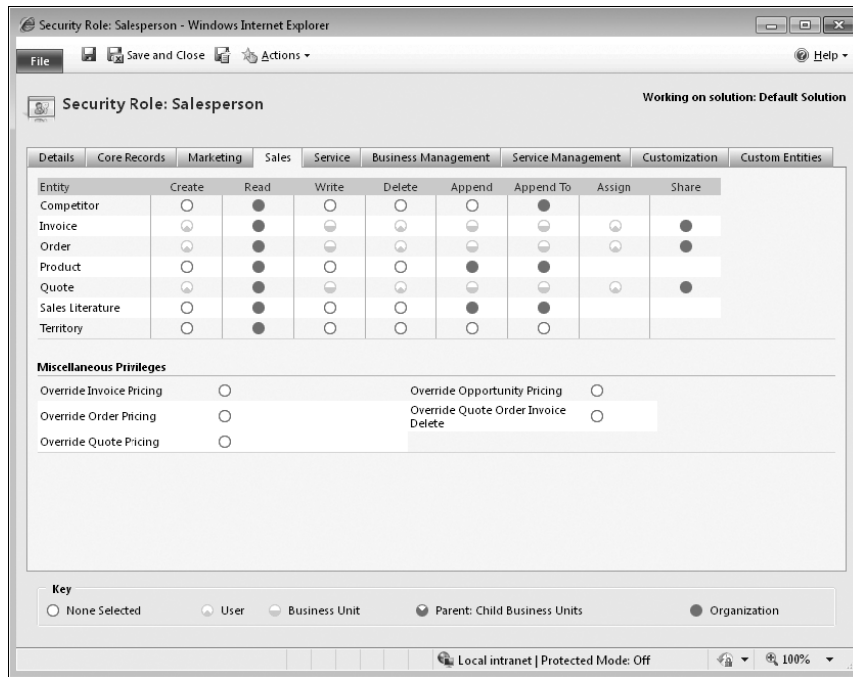 Security Role: Salesperson - Windows Internet Explorer
File Save and Close Actions Help
Security Role: Salesperson Working on solution: Default Solution
Details Core Records Marketing Sales Service Business Management Service Management Customization Custom Entities
Entity Create Read Write Delete Append Append To Assign Share
Competitor
Invoice
Order
Product
Quote
Sales Literature
Territory
Miscellaneous Privileges
Override Invoice Pricing Override Opportunity Pricing
Override Order Pricing Override Quote Order Invoice
Delete
Override Quote Pricing
Key
None Selected User Business Unit Parent: Child Business Units Organization
Local intranet | Protected Mode: Off 100%